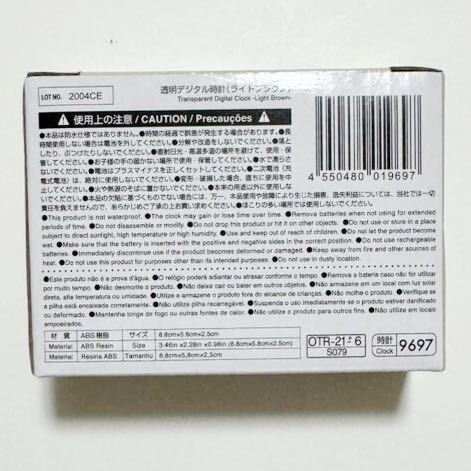 LOT NO. 2004CE
透明デジタル時計(ライトブラウン)
Transparent Digital Clock -Light Brown-
4 550480 019697
使用上の注意 / CAUTION / Precauções
●本品は防水仕様ではありません。●時間の経過で誤差が発生する場合があります。●長
時間使用しない場合は電池を外してください。●分解や改造をしないでください。●落と
したり、ぶつけたりしないでください。●直射日光・高温多湿の場所を避けて、使用・保
管してください。●お子様の手の届かない場所で使用・保管してください。●水で濡らさ
ないでください。●電池はプラスマイナスを正しくセットしてください。●二次電池(充
電式電池)は、絶対に使用しないでください。●変形・破損した場合、直ちに使用を中
止してください。●火や熱源のそばに置かないでください。●本来の用途以外に使用しな
いでください。●本品の欠陥に基づくものでない場合には、万一、本品使用や故障により生じた損害、逸失利益については、当社では一切
責任を負えませんので、あらかじめご了承の上お使いください。●ほこりの多い場所で使用しないでください。
●This product is not waterproof. ●The clock may gain or lose time over time. ●Remove batteries when not using for extended
periods of time. ●Do not disassemble or modify. ●Do not drop this product or hit it on other objects. ●Do not use or store in a place
subject to direct sunlight, high temperature or high humidity. ●Use and keep out of reach of children. ●Do not let the product become
wet. ●Make sure that the battery is inserted with the positive and negative sides in the correct position. ●Do not use rechargeable
batteries. ●Immediately discontinue use if the product becomes deformed or damaged. ●Keep away from fire and other sources of
heat. ●Do not use this product for purposes other than its intended purposes. ●Do not use in dusty location.
●Este produto não é a prova d'agua. ●O relógio poderá adiantar ou atrasar conforme o tempo. ●Remover a bateria caso não for utilizar
por muito tempo. ●Não desmonte o produto. ●Não deixe cair ou bater em outros objetos. ●Não armazene em um local com luz solar
direta, alta temperatura ou umidade. ●Utilize e armazene o produto fora do alcance de crianças. ●Não molhe o produto. ●Verifique se
a pilha está encaixada corretamente. ●Não utilize pilha recarregável. ●Suspenda imediatamente o uso se o produto estiver danificado
ou deformado. ●Mantenha longe de fogo ou outras fontes de calor. ●Não utilize o produto para outros fins. ●Não utilize em locais
empoeirados.
材 質 ABS樹脂 サイズ 8.8cm×5.8cm×2.5cm
Material ABS Resin Size 3.46in ×2.28in ×0.98in (8.8cm×5.8cm×2.5cm)
Material Resina ABS Tamanho 8,8cm×5,8cm×2,5cm
OTR-21 6
S079
時計
Clock
9697